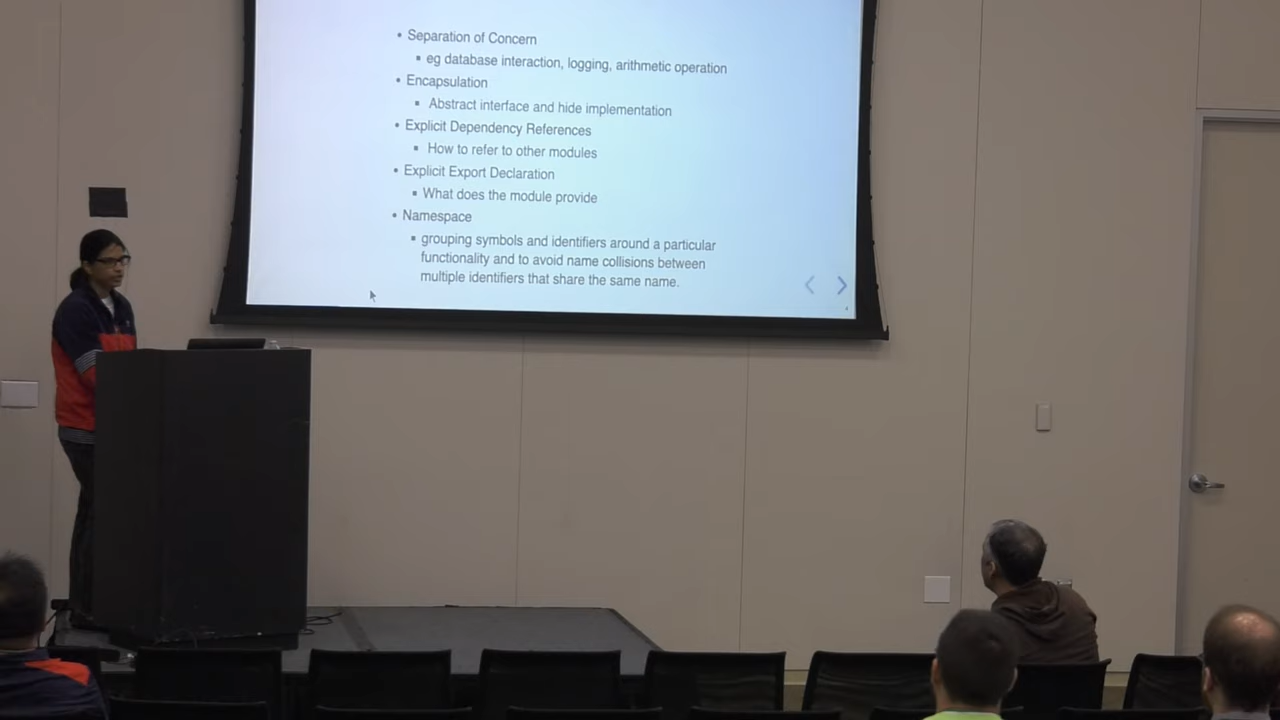 • Separation of Concern
▪ eg database interaction, logging, arithmetic operation
• Encapsulation
▪ Abstract interface and hide implementation
• Explicit Dependency References
▪ How to refer to other modules
• Explicit Export Declaration
▪ What does the module provide
• Namespace
▪ grouping symbols and identifiers around a particular
functionality and to avoid name collisions between
multiple identifiers that share the same name.